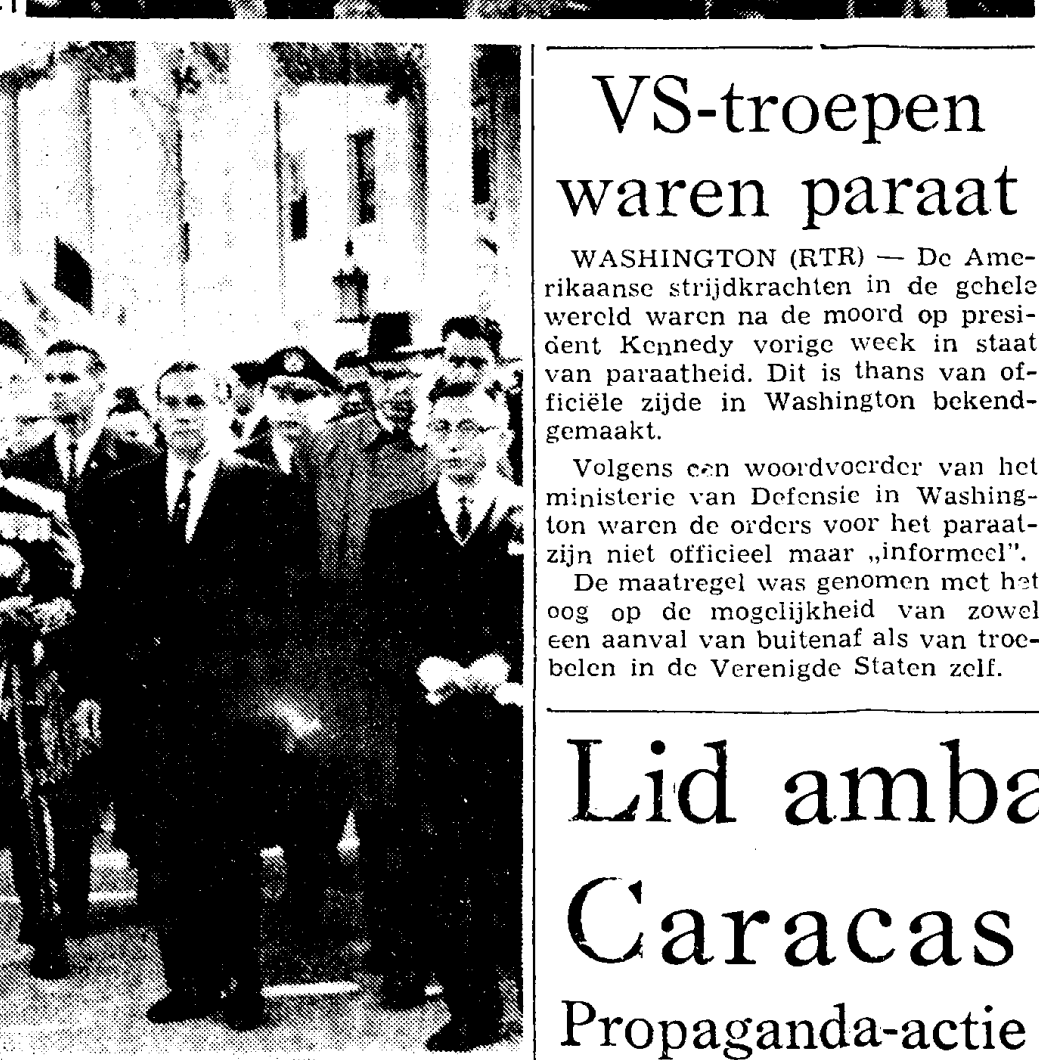 VS-troepen
waren paraat
WASHINGTON (RTR) — De Ame-
rikaanse strijdkrachten in de gehele
wereld waren na de moord op presi-
dent Kennedy vorige week in staat
van paraatheid. Dit is thans van of-
ficiële zijde in Washington bekend-
gemaakt.
Volgens een woordvoerder van het
ministerie van Defensie in Washing-
ton waren de orders voor het paraat-
zijn niet officieel maar „informeel”.
De maatregel was genomen met het
oog op de mogelijkheid van zowel
een aanval van buitenaf als van troe-
belen in de Verenigde Staten zelf.
Lid amba
Caracas
Propaganda-actie